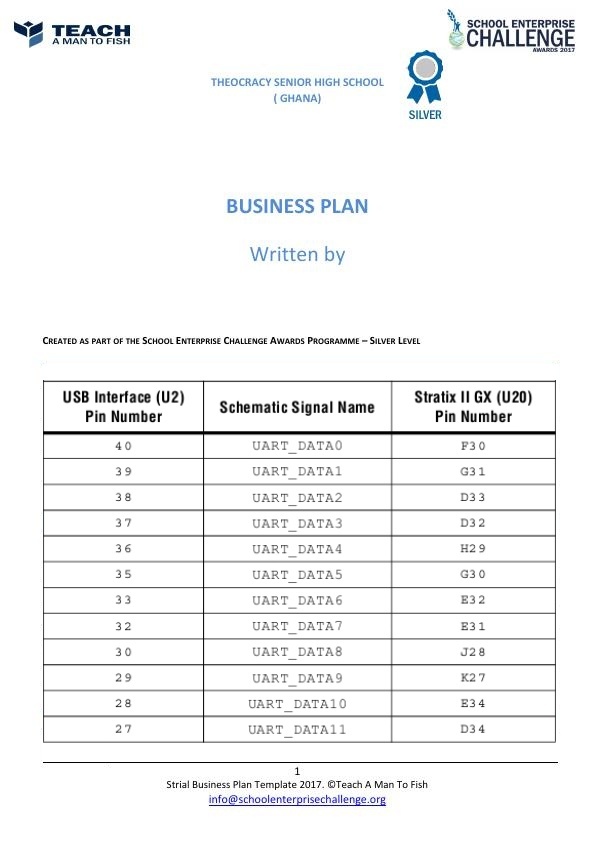 TEACH
A MAN TO FISH
SCHOOL ENTERPRISE
CHALLENGE
AWARDS 2017
THEOCRACY SENIOR HIGH SCHOOL
( GHANA)
SILVER
BUSINESS PLAN
Written by
CREATED AS PART OF THE SCHOOL ENTERPRISE CHALLENGE AWARDS PROGRAMME – SILVER LEVEL
USB Interface (U2) Pin Number Schematic Signal Name Stratix II GX (U20) Pin Number
40 UART_DATA0 F30
39 UART_DATA1 G31
38 UART_DATA2 D33
37 UART_DATA3 D32
36 UART_DATA4 H29
35 UART_DATA5 G30
33 UART_DATA6 E32
32 UART_DATA7 E31
30 UART_DATA8 J28
29 UART_DATA9 K27
28 UART_DATA10 E34
27 UART_DATA11 D34
1
Strial Business Plan Template 2017. ©Teach A Man To Fish
info@schoolenterprisechallenge.org